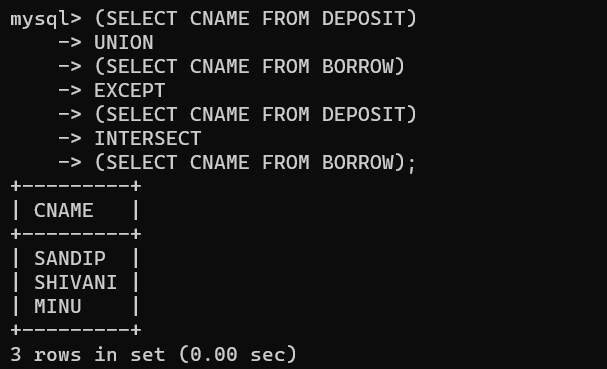 mysql> (SELECT CNAME FROM DEPOSIT)
    -> UNION
    -> (SELECT CNAME FROM BORROW)
    -> EXCEPT
    -> (SELECT CNAME FROM DEPOSIT)
    -> INTERSECT
    -> (SELECT CNAME FROM BORROW);
+---------+
| CNAME   |
+---------+
| SANDIP  |
| SHIVANI |
| MINU    |
+---------+
3 rows in set (0.00 sec)